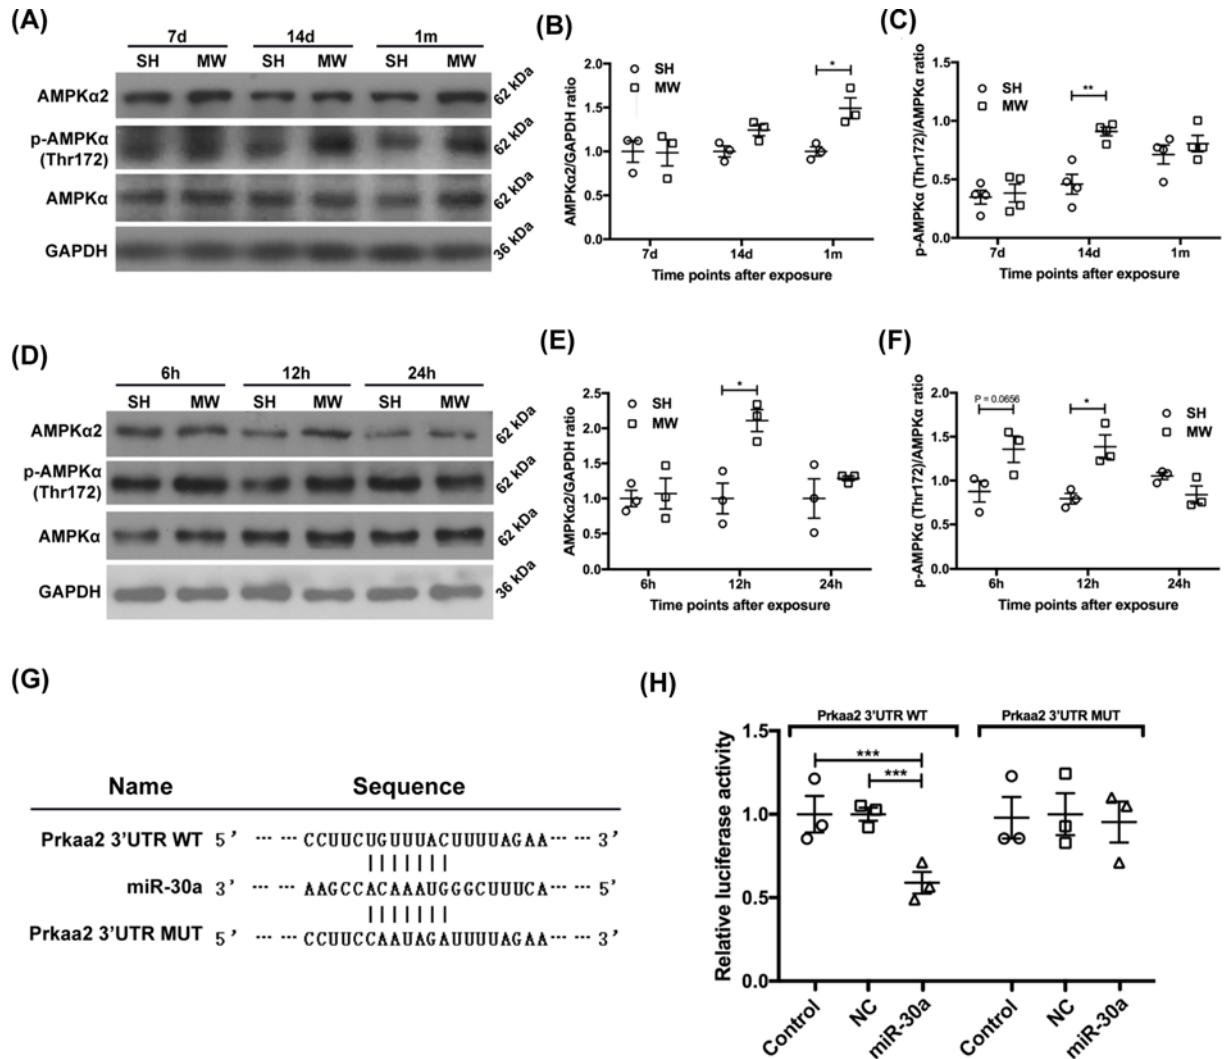 (A)
7d 14d 1m
SH MW SH MW SH MW
AMPKα2
62 kDa
p-AMPKα
(Thr172)
62 kDa
AMPKα
62 kDa
GAPDH
36 kDa
(B)
AMPKα2/GAPDH ratio
2.0
1.5
1.0
0.5
0.0
SH
MW
*
7d 14d 1m
Time points after exposure
(C)
p-AMPKα (Thr172)/AMPKα ratio
1.5
1.0
0.5
0.0
SH
MW
**
7d 14d 1m
Time points after exposure
(D)
6h 12h 24h
SH MW SH MW SH MW
AMPKα2
62 kDa
p-AMPKα
(Thr172)
62 kDa
AMPKα
62 kDa
GAPDH
36 kDa
(E)
AMPKα2/GAPDH ratio
2.5
2.0
1.5
1.0
0.5
0.0
SH
MW
*
6h 12h 24h
Time points after exposure
(F)
p-AMPKα (Thr172)/AMPKα ratio
2.0
1.5
1.0
0.5
0.0
P = 0.0656
*
SH
MW
6h 12h 24h
Time points after exposure
(G)
Name Sequence
Prkaa2 3'UTR WT 5' ··· ··· CCUUCUGUUUACUUUUAGAA ··· ··· 3'
miR-30a 3' ··· ··· AAGCCACAAAUGGGCUUUCA ··· ··· 5'
Prkaa2 3'UTR MUT 5' ··· ··· CCUUCCAAUAGAUUUUAGAA ··· ··· 3'
(H)
Relative luciferase activity
1.5
1.0
0.5
0.0
Prkaa2 3'UTR WT Prkaa2 3'UTR MUT
***
***
Control NC miR-30a Control NC miR-30a